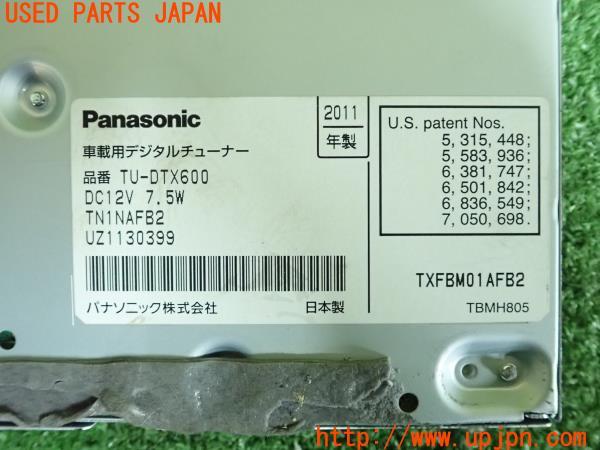 USED PARTS JAPAN
Panasonic
2011
年製
車載用デジタルチューナー
品番 TU-DTX600
DC12V 7.5W
TN1NAFB2
UZ1130399
パナソニック株式会社
日本製
U.S. patent Nos.
5, 315, 448;
5, 583, 936;
6, 381, 747;
6, 501, 842;
6, 836, 549;
7, 050, 698.
TXFBM01AFB2
TBMH805
http://www.upjpn.com/